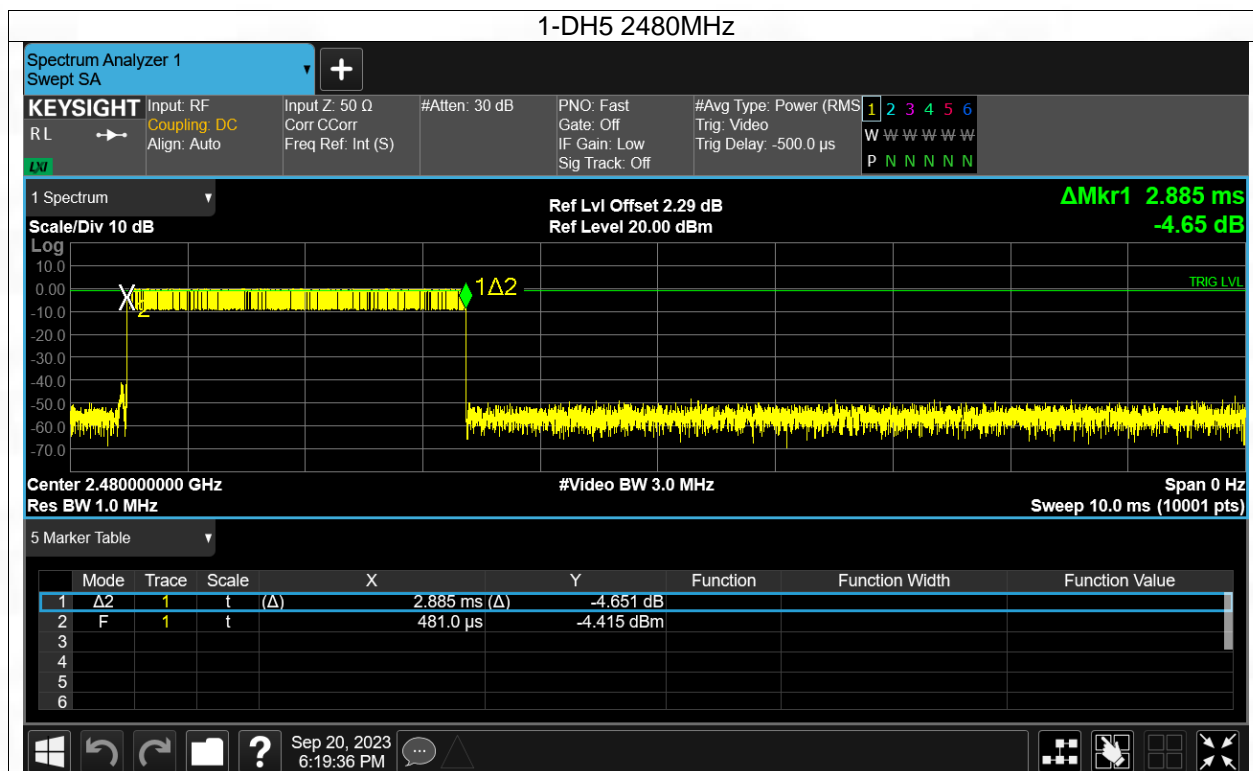 1-DH5 2480MHz
Spectrum Analyzer 1
Swept SA
KEYSIGHT
R L
LXI
Input: RF
Coupling: DC
Align: Auto
Input Z: 50 Ω
Corr CCorr
Freq Ref: Int (S)
#Atten: 30 dB
PNO: Fast
Gate: Off
IF Gain: Low
Sig Track: Off
#Avg Type: Power (RMS
Trig: Video
Trig Delay: -500.0 µs
1 2 3 4 5 6
W W W W W W
P N N N N N
1 Spectrum
Scale/Div 10 dB
Ref Lvl Offset 2.29 dB
Ref Level 20.00 dBm
ΔMkr1 2.885 ms
-4.65 dB
Log
10.0
0.00
-10.0
-20.0
-30.0
-40.0
-50.0
-60.0
-70.0
X
2
1Δ2
TRIG LVL
Center 2.480000000 GHz
#Video BW 3.0 MHz
Span 0 Hz
Res BW 1.0 MHz
Sweep 10.0 ms (10001 pts)
5 Marker Table
Mode Trace Scale X Y Function Function Width Function Value
1 Δ2 1 t (Δ) 2.885 ms (Δ) -4.651 dB
2 F 1 t 481.0 µs -4.415 dBm
3
4
5
6
?
Sep 20, 2023
6:19:36 PM